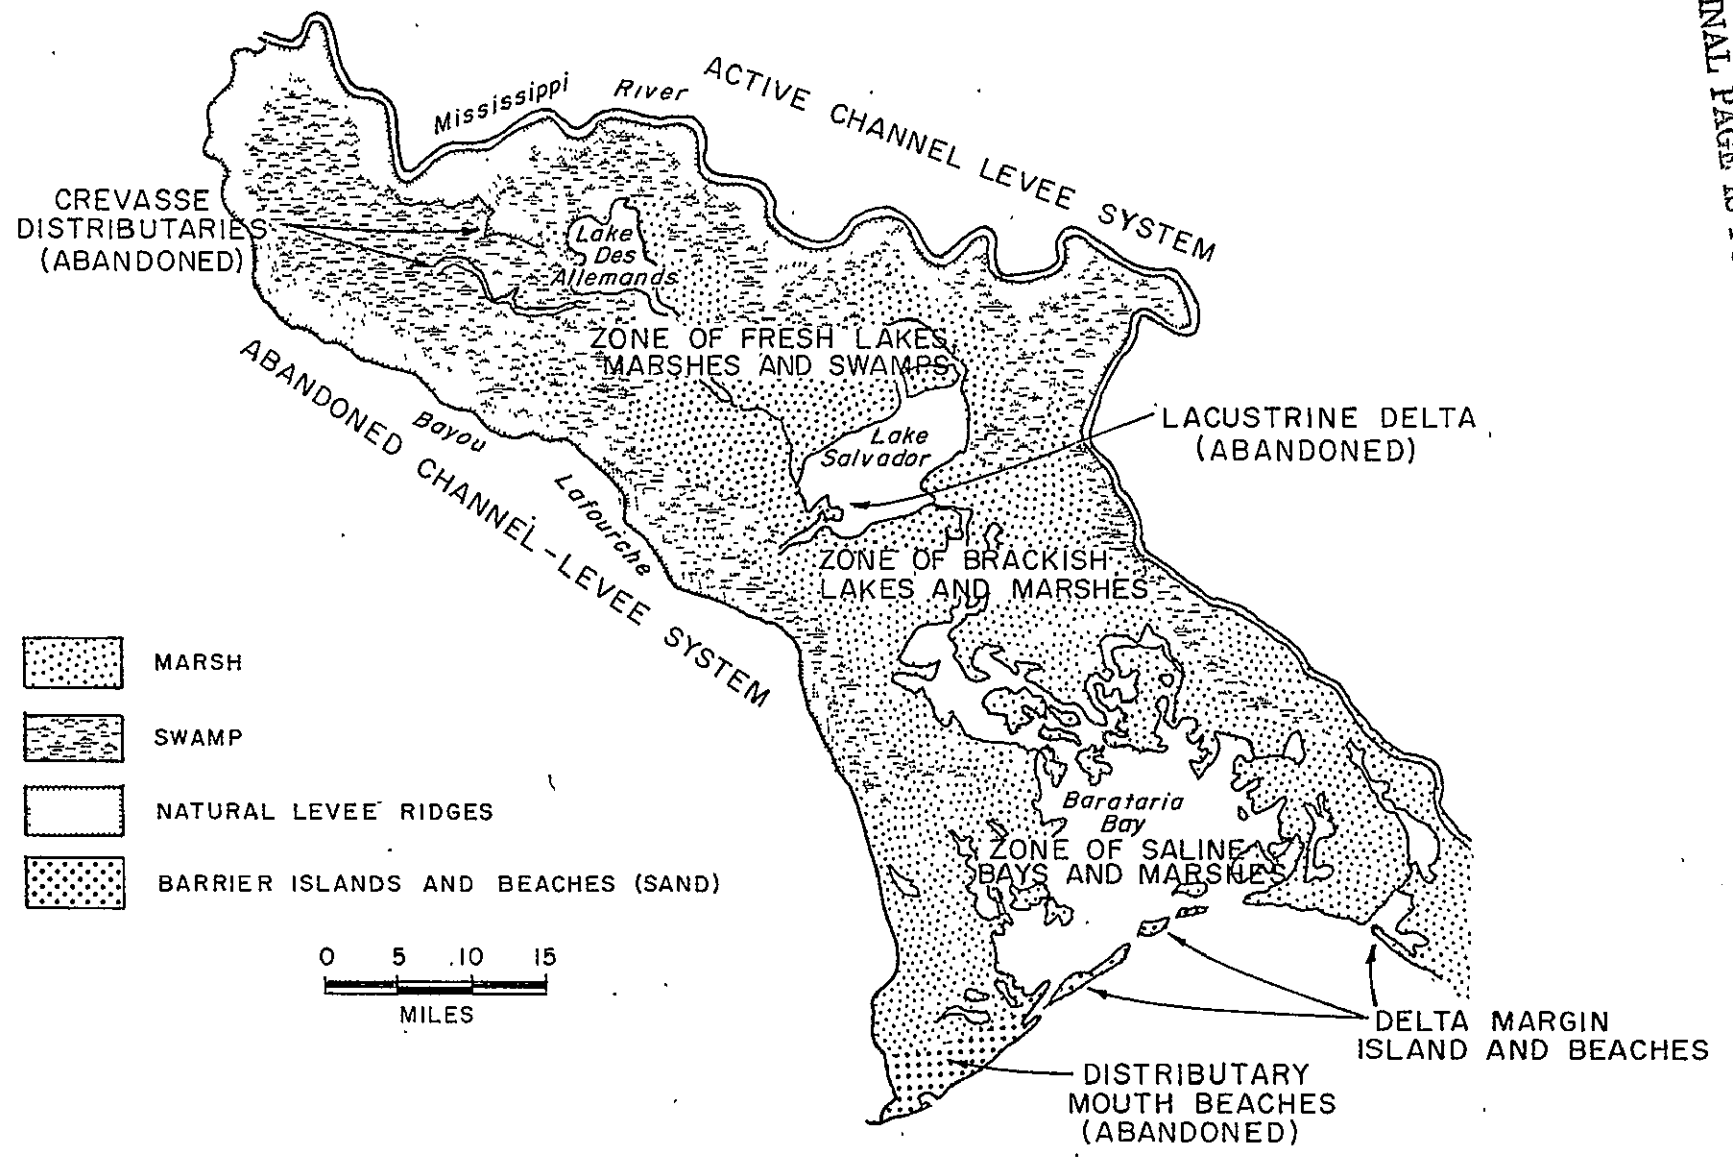 INAL PAGE IS
Mississippi River
ACTIVE CHANNEL LEVEE SYSTEM
CREVASSE
DISTRIBUTARIES
(ABANDONED)
Lake
Des
Allemands
ZONE OF FRESH LAKES,
MARSHES AND SWAMPS
ABANDONED CHANNEL-LEVEE SYSTEM
Bayou Lafourche
LACUSTRINE DELTA
(ABANDONED)
Lake
Salvador
ZONE OF BRACKISH
LAKES AND MARSHES
MARSH
SWAMP
NATURAL LEVEE RIDGES
BARRIER ISLANDS AND BEACHES (SAND)
Barataria
Bay
ZONE OF SALINE
BAYS AND MARSHES
0 5 .10 15
MILES
DELTA MARGIN
ISLAND AND BEACHES
DISTRIBUTARY
MOUTH BEACHES
(ABANDONED)